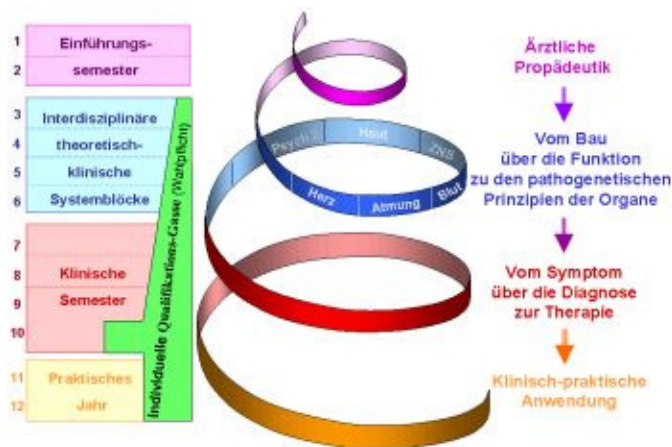 1
Einführungs-
2
semester
3
Interdisziplinäre
4
theoretisch-
5
klinische
6
Systemblöcke
7
8
Klinische
9
Semester
10
11
Praktisches
12
Jahr
Individuelle Qualifikations-Gasse (Wahlpflicht)
Psych
Haut
ZNS
Herz
Atmung
Blut
Ärztliche
Propädeutik
Vom Bau
über die Funktion
zu den pathogenetischen
Prinzipien der Organe
Vom Symptom
über die Diagnose
zur Therapie
Klinisch-praktische
Anwendung